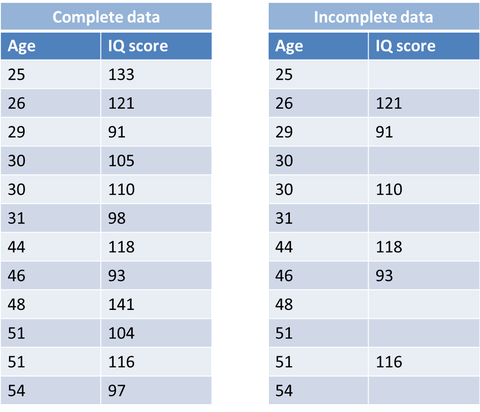 Complete data Incomplete data
Age IQ score Age IQ score
25 133 25
26 121 26 121
29 91 29 91
30 105 30
30 110 30 110
31 98 31
44 118 44 118
46 93 46 93
48 141 48
51 104 51
51 116 51 116
54 97 54